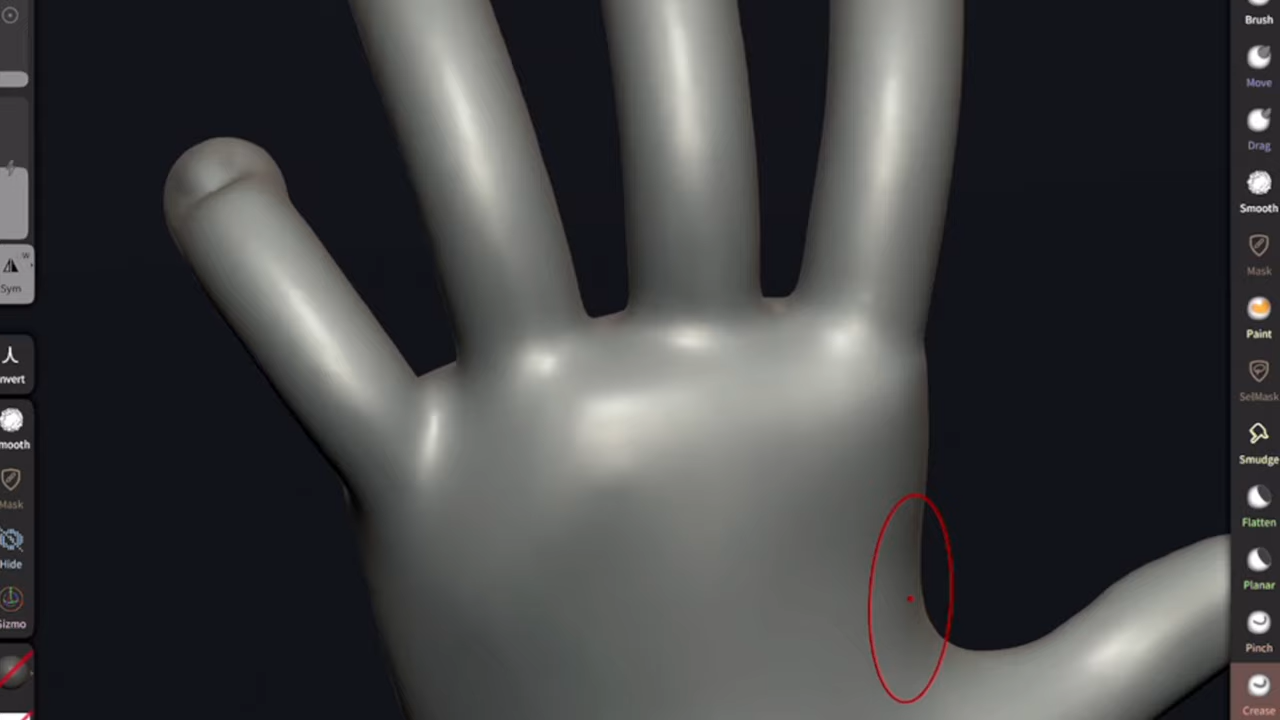 Sym
nvert
mooth
Mask
Hide
Gizmo
Brush
Move
Drag
Smooth
Mask
Paint
SelMask
Smudge
Flatten
Planar
Pinch
Crease